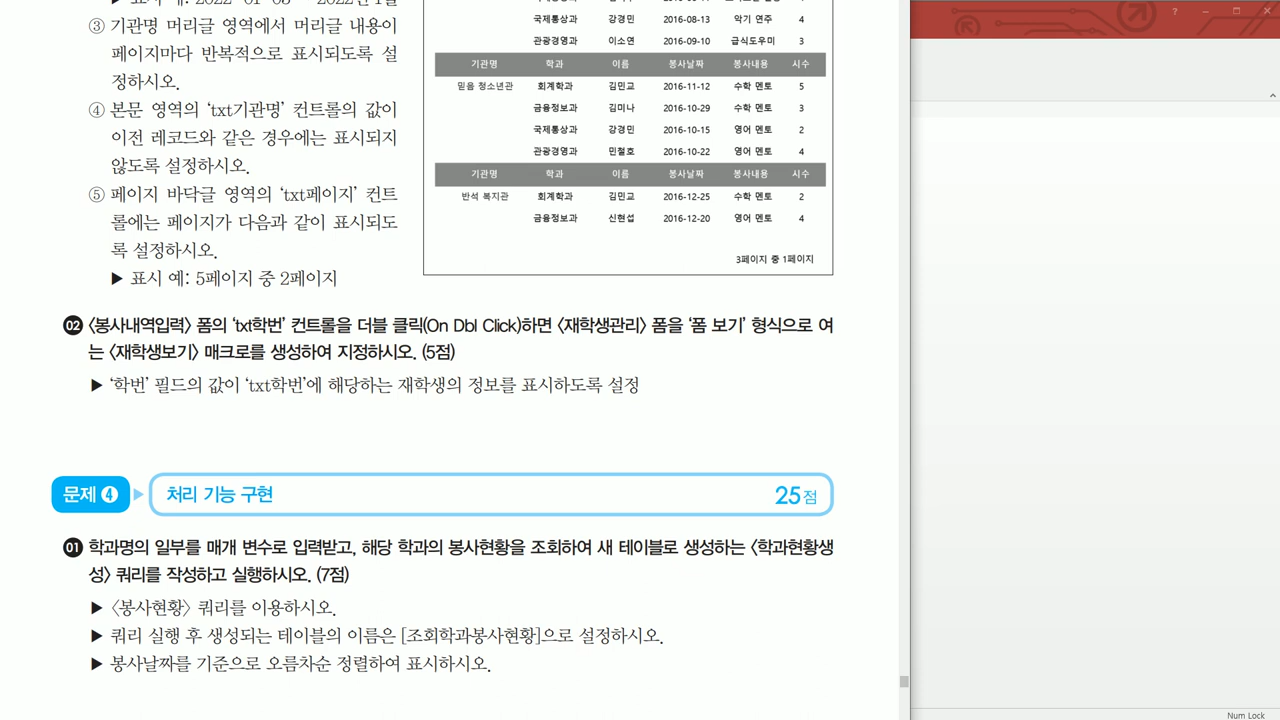 ③ 기관명 머리글 영역에서 머리글 내용이
페이지마다 반복적으로 표시되도록 설
정하시오.
④ 본문 영역의 ‘txt기관명’ 컨트롤의 값이
이전 레코드와 같은 경우에는 표시되지
않도록 설정하시오.
⑤ 페이지 바닥글 영역의 ‘txt페이지’ 컨트
롤에는 페이지가 다음과 같이 표시되도
록 설정하시오.
▶ 표시 예: 5페이지 중 2페이지
국제통상과 강경민 2016-08-13 악기 연주 4
관광경영과 이소연 2016-09-10 급식도우미 3
기관명 학과 이름 봉사날짜 봉사내용 시수
믿음 청소년관 회계학과 김민교 2016-11-12 수학 멘토 5
금융정보과 김미나 2016-10-29 수학 멘토 3
국제통상과 강경민 2016-10-15 영어 멘토 2
관광경영과 민철호 2016-10-22 영어 멘토 4
기관명 학과 이름 봉사날짜 봉사내용 시수
반석 복지관 회계학과 김민교 2016-12-25 수학 멘토 2
금융정보과 신현섭 2016-12-20 영어 멘토 4
3페이지 중 1페이지
02 〈봉사내역입력〉 폼의 ‘txt학번’ 컨트롤을 더블 클릭(On Dbl Click)하면 〈재학생관리〉 폼을 ‘폼 보기’ 형식으로 여
는 〈재학생보기〉 매크로를 생성하여 지정하시오. (5점)
▶ ‘학번’ 필드의 값이 ‘txt학번’에 해당하는 재학생의 정보를 표시하도록 설정
문제 4 처리 기능 구현 25점
01 학과명의 일부를 매개 변수로 입력받고, 해당 학과의 봉사현황을 조회하여 새 테이블로 생성하는 〈학과현황생
성〉 쿼리를 작성하고 실행하시오. (7점)
▶ 〈봉사현황〉 쿼리를 이용하시오.
▶ 쿼리 실행 후 생성되는 테이블의 이름은 [조회학과봉사현황]으로 설정하시오.
▶ 봉사날짜를 기준으로 오름차순 정렬하여 표시하시오.
Num Lock